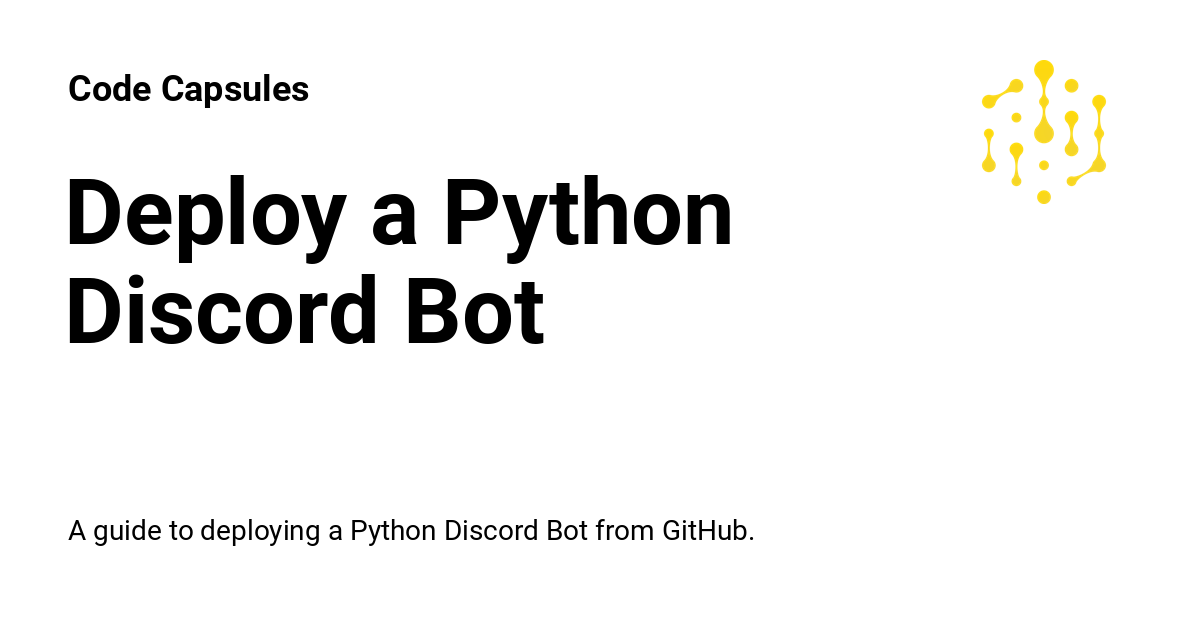 Code Capsules
Deploy a Python
Discord Bot
A guide to deploying a Python Discord Bot from GitHub.